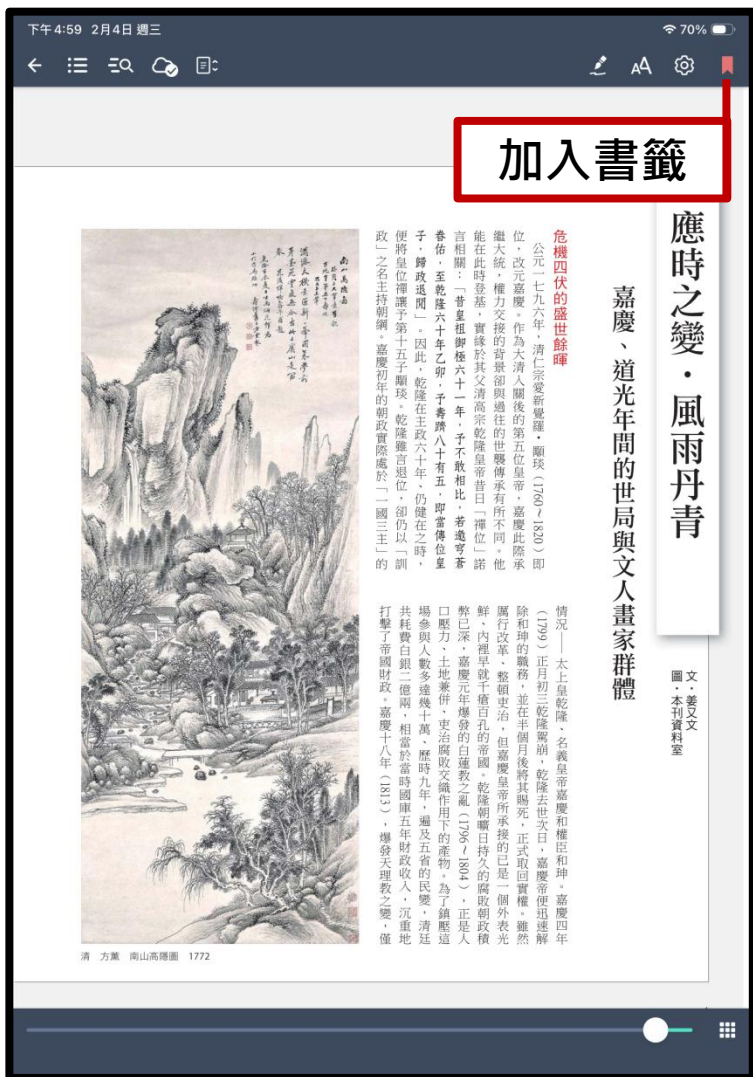 下午4:59 2月4日 週三
70%
AA
加入書籤
應時之變・風雨丹青
嘉慶、道光年間的世局與文人畫家群體
文・姜又文
圖・本刊資料室
危機四伏的盛世餘暉
公元一七九六年，清仁宗愛新覺羅・顒琰（1760～1820）即
位，改元嘉慶。作為大清入關後的第五位皇帝，嘉慶此際承
繼大統，權力交接的背景卻與過往的世襲傳承有所不同。他
能在此時登基，實緣於其父清高宗乾隆皇帝昔日「禪位」諾
言相關：「昔皇祖御極六十一年，予不敢相比，若邀穹蒼
眷佑，至乾隆六十年乙卯，予壽躋八十有五，即當傳位皇
子，歸政退閒」。因此，乾隆在主政六十年、仍健在之時，
便將皇位禪讓予第十五子顒琰。乾隆雖言退位，卻仍以「訓
政」之名主持朝綱。嘉慶初年的朝政實際處於「一國三主」的
情況——太上皇乾隆、名義皇帝嘉慶和權臣和珅。嘉慶四年
（1799）正月初三乾隆駕崩，乾隆去世次日，嘉慶帝便迅速解
除和珅的職務，並在半個月後將其賜死，正式取回實權。雖然
厲行改革、整頓吏治，但嘉慶皇帝所承接的已是一個外表光
鮮、內裡早就千瘡百孔的帝國。乾隆朝曠日持久的腐敗朝政積
弊已深，嘉慶元年爆發的白蓮教之亂（1796～1804），正是人
口壓力、土地兼併、吏治腐敗交織作用下的產物。為了鎮壓這
場參與人數多達幾十萬、歷時九年，遍及五省的民變，清廷
共耗費白銀二億兩，相當於當時國庫五年財政收入，沉重地
打擊了帝國財政。嘉慶十八年（1813），爆發天理教之變，僅
南山高隱圖
清 方薰 南山高隱圖 1772